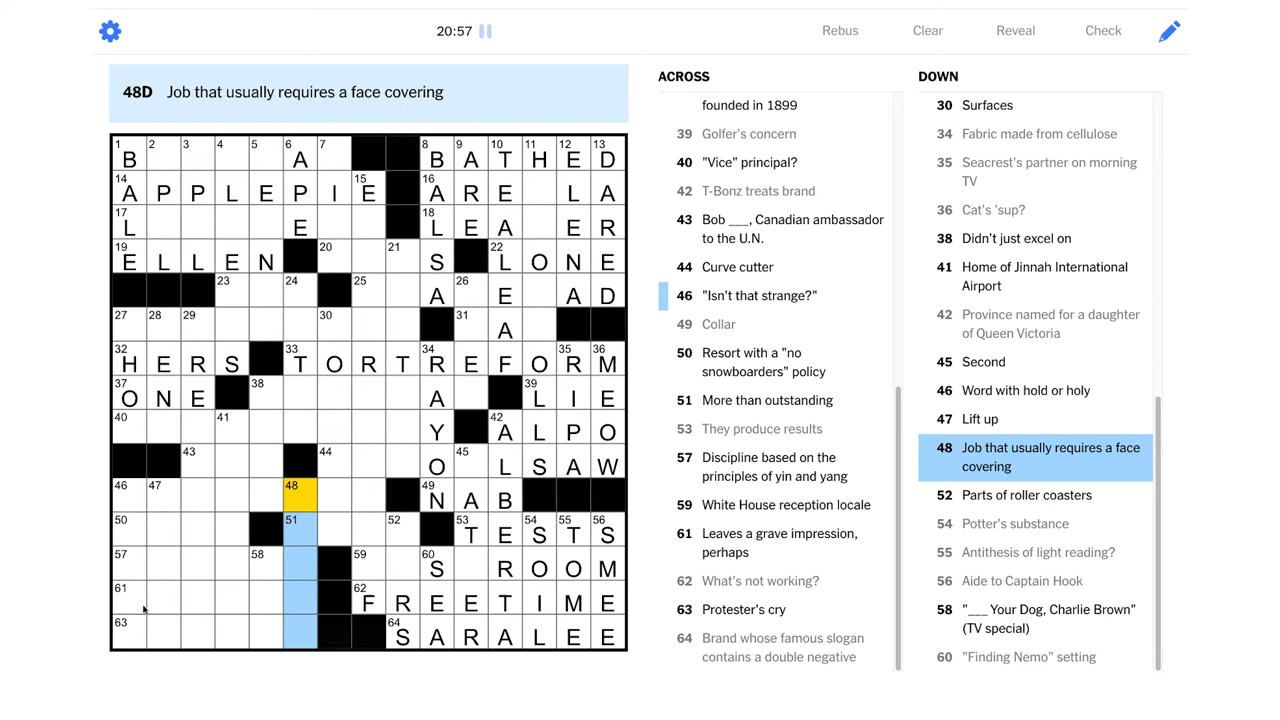 20:57
Rebus
Clear
Reveal
Check
48D Job that usually requires a face covering
1 2 3 4 5 6 7 8 9 10 11 12 13
B A B A T H E D
14 15 16
A P P L E P I E A R E L A
17 18
L E L E A E R
19 20 21 22
E L L E N S L O N E
23 24 25 26
A E A D
27 28 29 30 31
A
32 33 34 35 36
H E R S T O R T R E F O R M
37 38 39
O N E A L I E
40 41 42
Y A L P O
43 44 45
O L S A W
46 47 48 49
N A B
50 51 52 53 54 55 56
T E S T S
57 58 59 60
S R O O M
61 62
F R E E T I M E
63 64
S A R A L E E
ACROSS
founded in 1899
39 Golfer's concern
40 "Vice" principal?
42 T-Bonz treats brand
43 Bob ___, Canadian ambassador
to the U.N.
44 Curve cutter
46 "Isn't that strange?"
49 Collar
50 Resort with a "no
snowboarders" policy
51 More than outstanding
53 They produce results
57 Discipline based on the
principles of yin and yang
59 White House reception locale
61 Leaves a grave impression,
perhaps
62 What's not working?
63 Protester's cry
64 Brand whose famous slogan
contains a double negative
DOWN
30 Surfaces
34 Fabric made from cellulose
35 Seacrest's partner on morning
TV
36 Cat's 'sup?
38 Didn't just excel on
41 Home of Jinnah International
Airport
42 Province named for a daughter
of Queen Victoria
45 Second
46 Word with hold or holy
47 Lift up
48 Job that usually requires a face
covering
52 Parts of roller coasters
54 Potter's substance
55 Antithesis of light reading?
56 Aide to Captain Hook
58 "___ Your Dog, Charlie Brown"
(TV special)
60 "Finding Nemo" setting